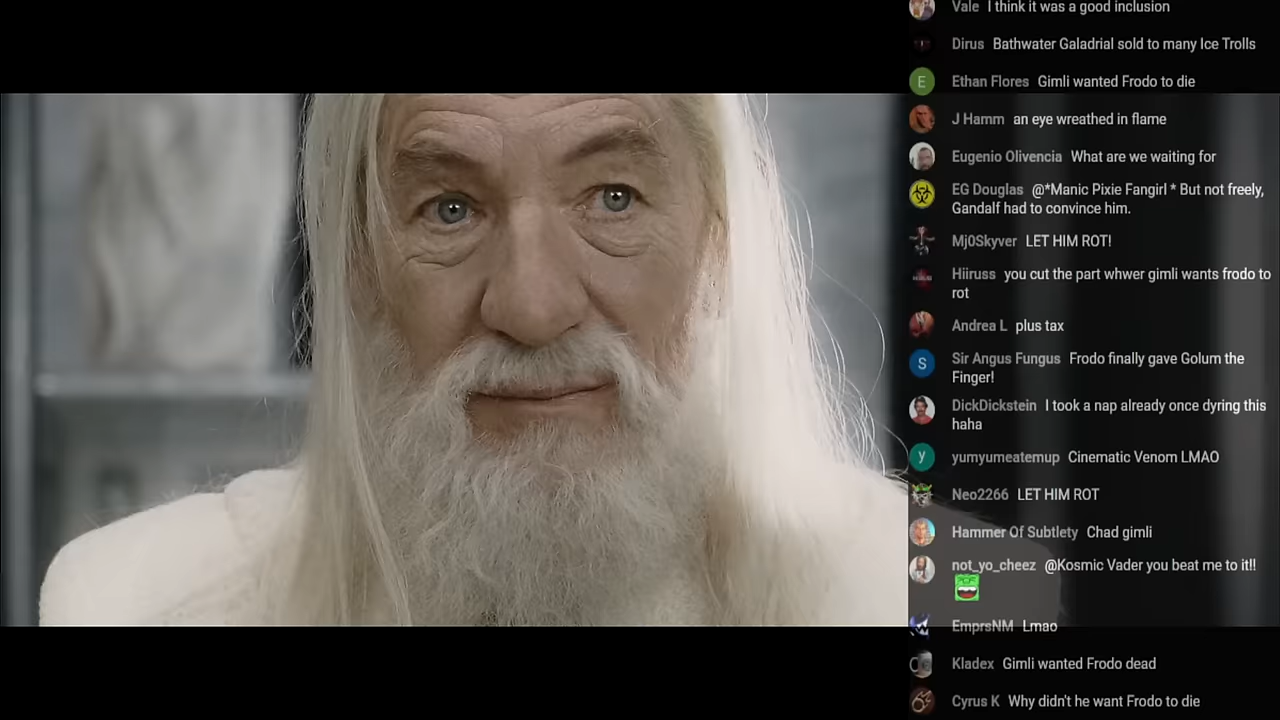 Vale I think it was a good inclusion
Dirus Bathwater Galadrial sold to many Ice Trolls
E Ethan Flores Gimli wanted Frodo to die
J Hamm an eye wreathed in flame
Eugenio Olivencia What are we waiting for
EG Douglas @*Manic Pixie Fangirl * But not freely,
Gandalf had to convince him.
Mj0Skyver LET HIM ROT!
Hiiruss you cut the part whwer gimli wants frodo to
rot
Andrea L plus tax
S Sir Angus Fungus Frodo finally gave Golum the
Finger!
DickDickstein I took a nap already once dyring this
haha
y yumyumeatemup Cinematic Venom LMAO
Neo2266 LET HIM ROT
Hammer Of Subtlety Chad gimli
not_yo_cheez @Kosmic Vader you beat me to it!!
EmprsNM Lmao
Kladex Gimli wanted Frodo dead
Cyrus K Why didn't he want Frodo to die